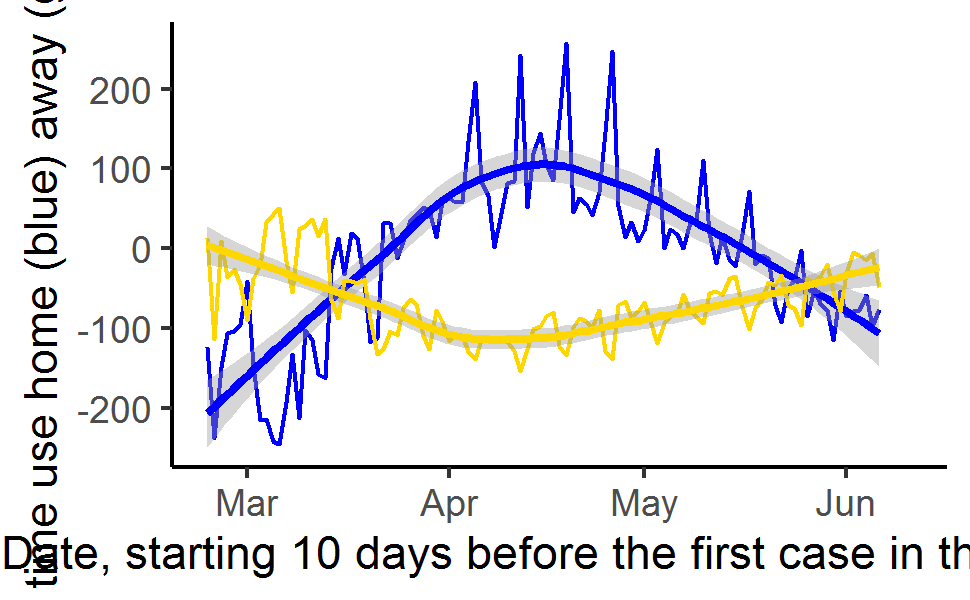 time use home (blue) away (
200
100
0
-100
-200
Mar Apr May Jun
Date, starting 10 days before the first case in th